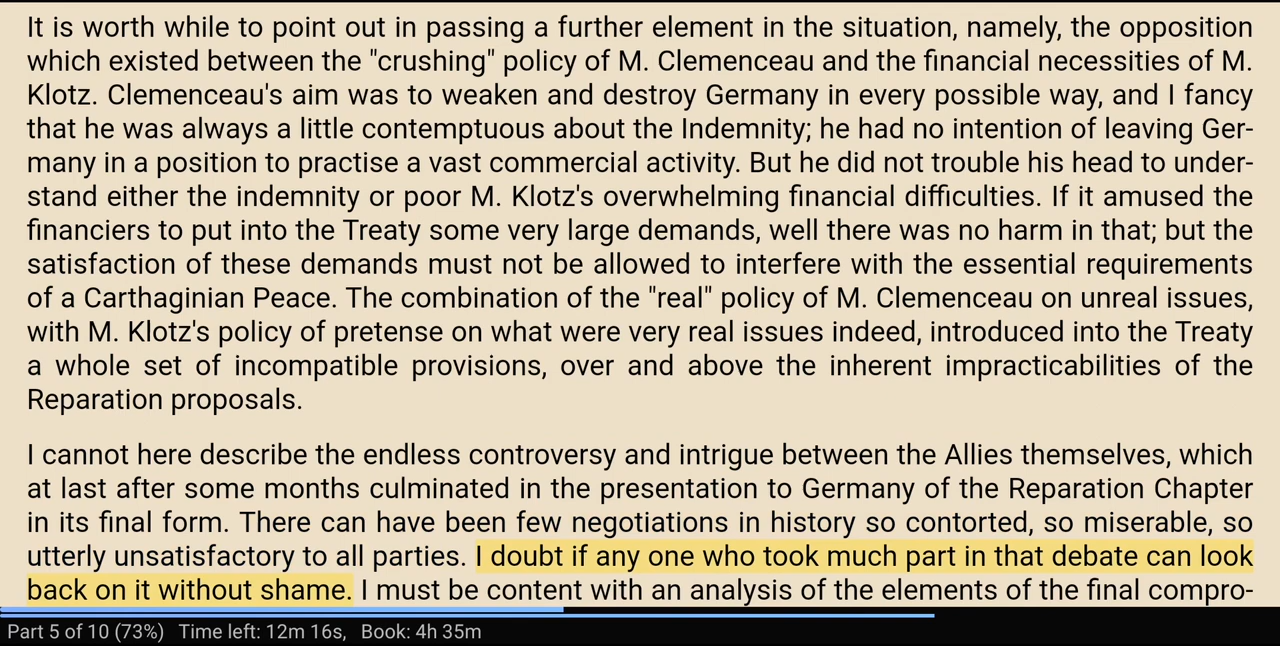 It is worth while to point out in passing a further element in the situation, namely, the opposition
which existed between the "crushing" policy of M. Clemenceau and the financial necessities of M.
Klotz. Clemenceau's aim was to weaken and destroy Germany in every possible way, and I fancy
that he was always a little contemptuous about the Indemnity; he had no intention of leaving Ger-
many in a position to practise a vast commercial activity. But he did not trouble his head to under-
stand either the indemnity or poor M. Klotz's overwhelming financial difficulties. If it amused the
financiers to put into the Treaty some very large demands, well there was no harm in that; but the
satisfaction of these demands must not be allowed to interfere with the essential requirements
of a Carthaginian Peace. The combination of the "real" policy of M. Clemenceau on unreal issues,
with M. Klotz's policy of pretense on what were very real issues indeed, introduced into the Treaty
a whole set of incompatible provisions, over and above the inherent impracticabilities of the
Reparation proposals.
I cannot here describe the endless controversy and intrigue between the Allies themselves, which
at last after some months culminated in the presentation to Germany of the Reparation Chapter
in its final form. There can have been few negotiations in history so contorted, so miserable, so
utterly unsatisfactory to all parties. I doubt if any one who took much part in that debate can look
back on it without shame. I must be content with an analysis of the elements of the final compro-
Part 5 of 10 (73%) Time left: 12m 16s, Book: 4h 35m